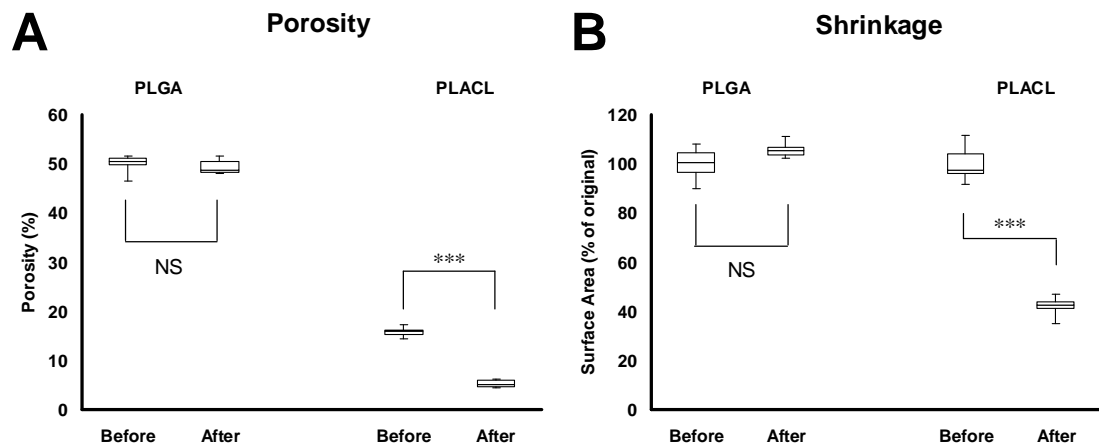 A
Porosity
PLGA
PLACL
Porosity (%)
60
50
40
30
20
10
0
NS
***
Before
After
Before
After
B
Shrinkage
PLGA
PLACL
Surface Area (% of original)
120
100
80
60
40
20
0
NS
***
Before
After
Before
After